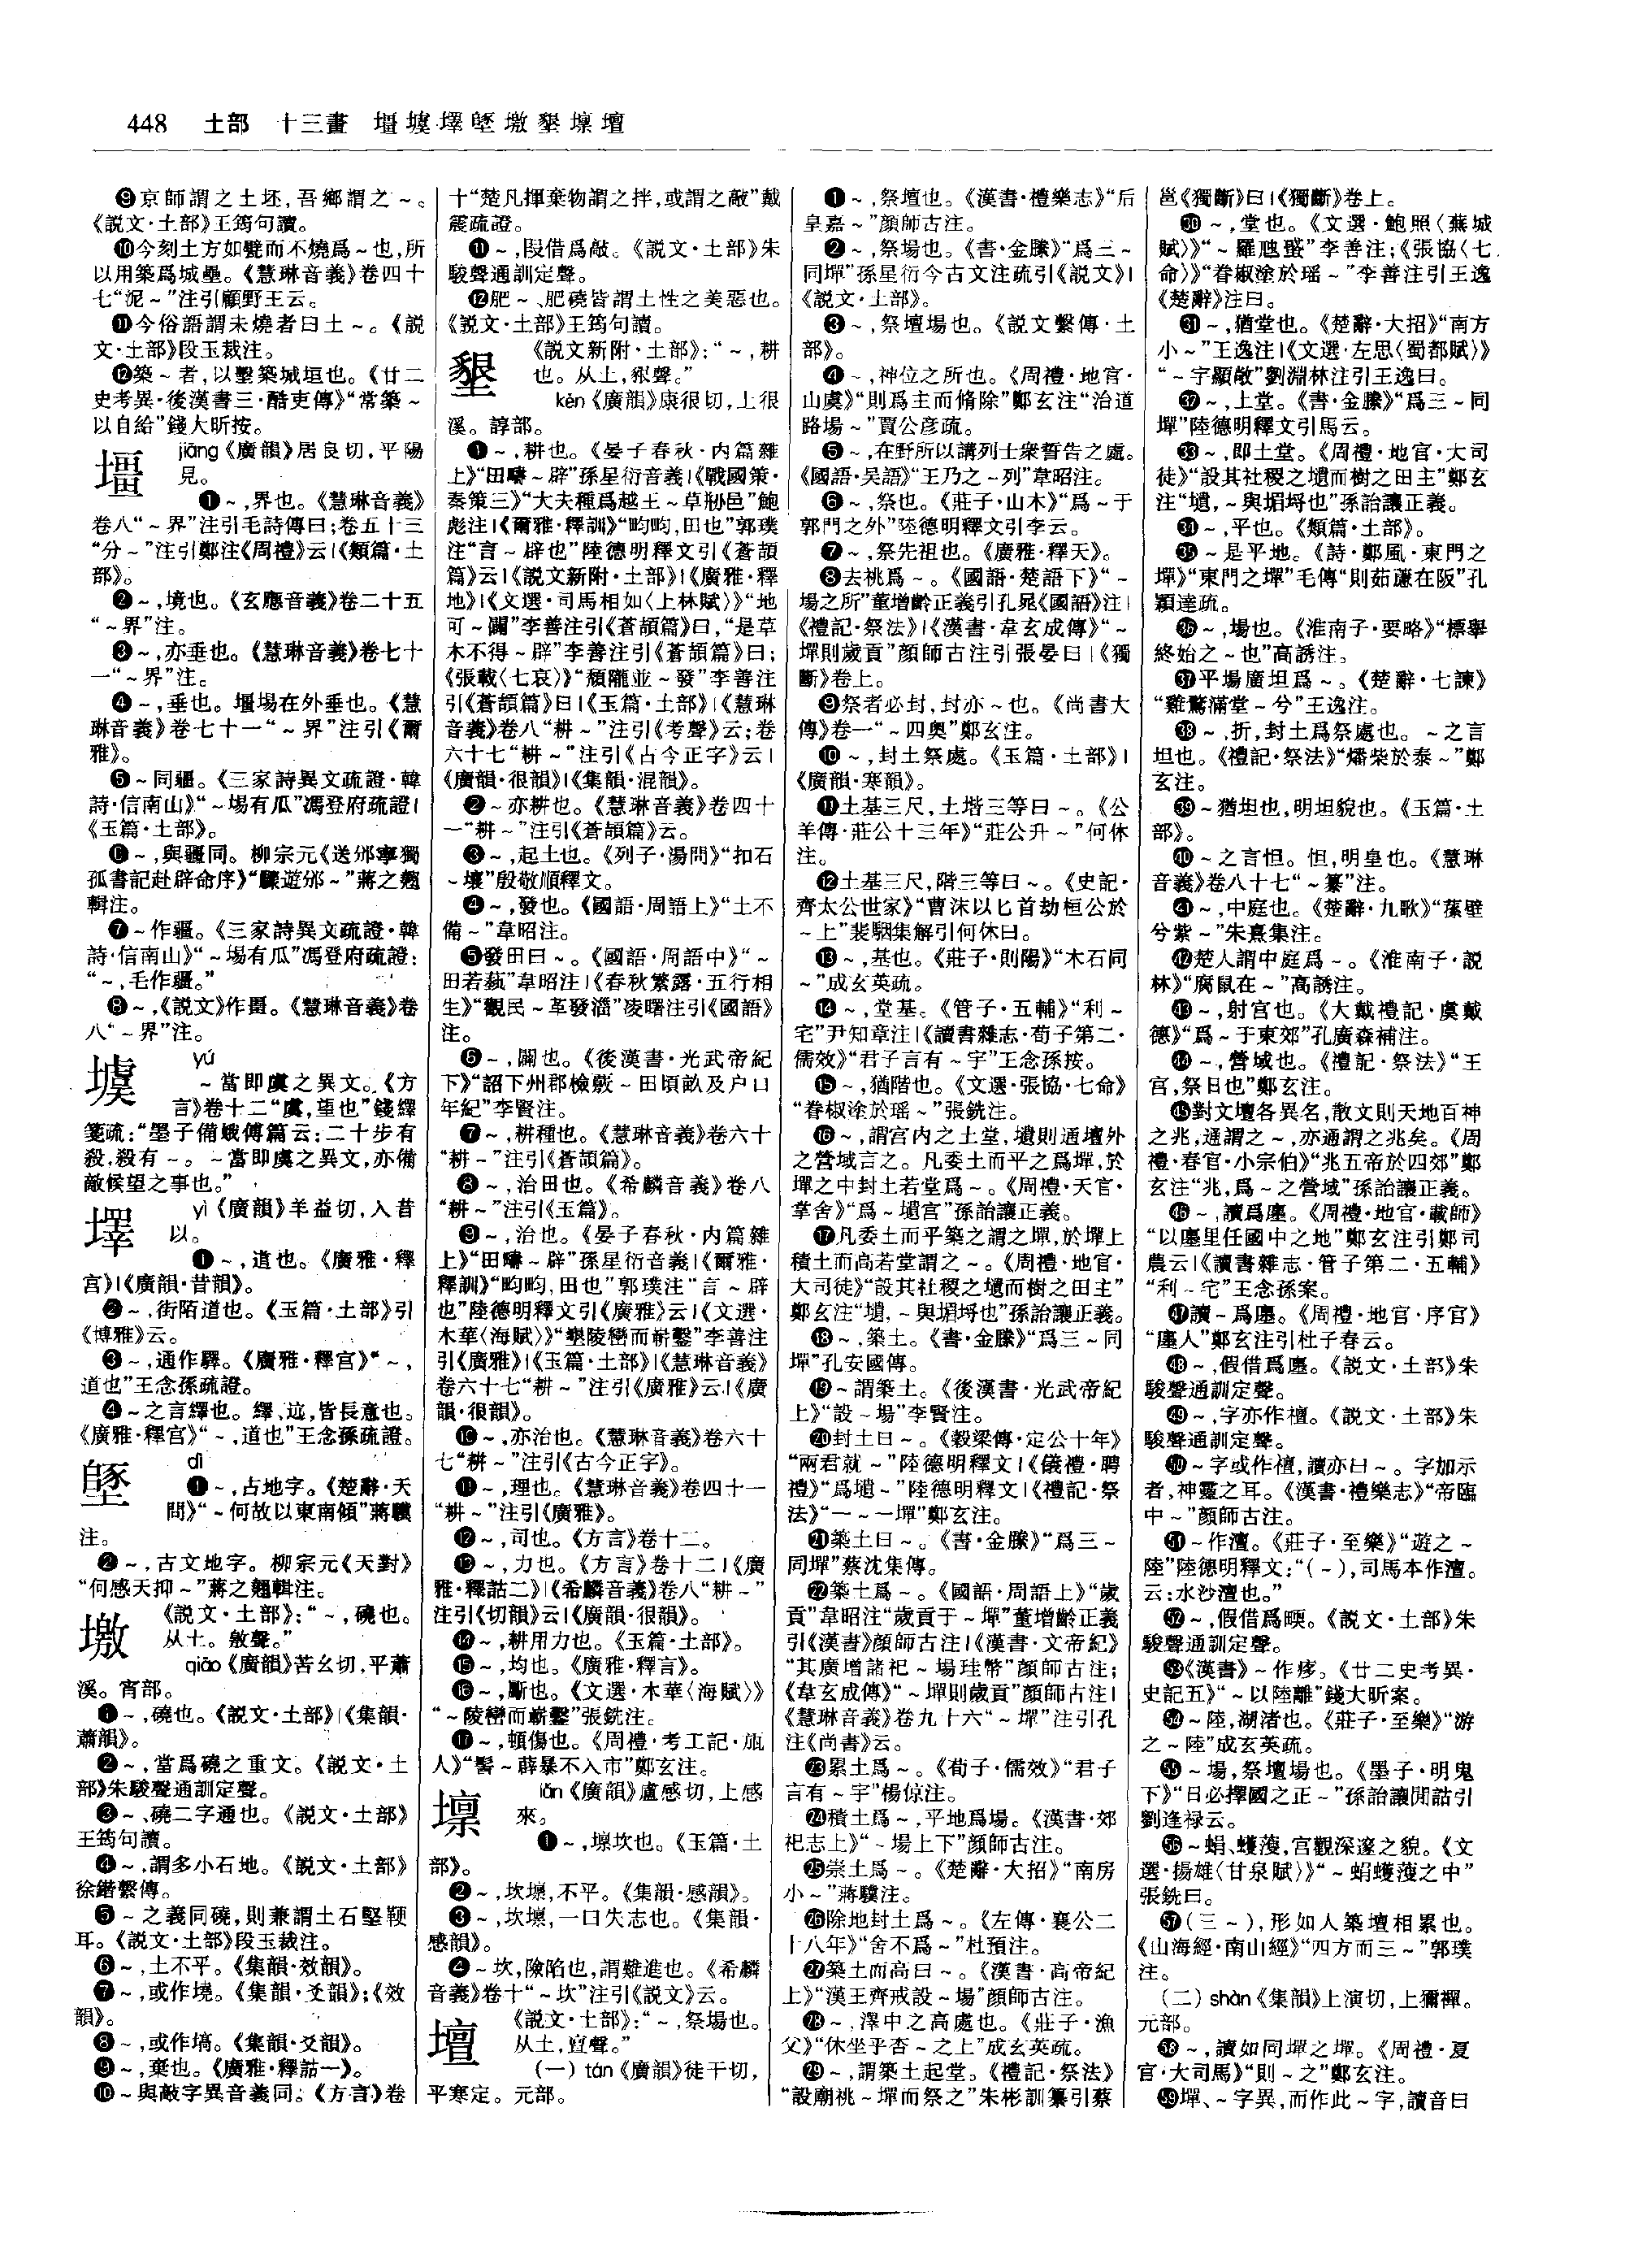 448 土部 十三畫 壃㙥墿墬墽墾壈壇
❾京師謂之土坯,吾鄉謂之～。
《説文·土部》王筠句讀。
❿今刻土方如甓而不燒爲～也,所
以用築爲城壘。《慧琳音義》卷四十
七“泥～”注引顧野王云。
⓫今俗語謂未燒者曰土～。《説
文·土部》段玉裁注。
⓬築～者,以墼築城垣也。《廿二
史考異·後漢書三·酷吏傳》“常築～
以自給”錢大昕按。
壃 jiāng《廣韻》居良切,平陽
見。
❶～,界也。《慧琳音義》
卷八“～界”注引毛詩傳曰;卷五十三
“分～”注引鄭注《周禮》云|《類篇·土
部》。
❷～,境也。《玄應音義》卷二十五
“～界”注。
❸～,亦垂也。《慧琳音義》卷七十
一“～界”注。
❹～,垂也。壃場在外垂也。《慧
琳音義》卷七十一“～界”注引《爾
雅》。
❺～同疆。《三家詩異文疏證·韓
詩·信南山》“～場有瓜”馮登府疏證|
《玉篇·土部》。
❻～,與疆同。柳宗元《送邠寧獨
孤書記赴辟命序》“驟遊邠～”蔣之翹
輯注。
❼～作疆。《三家詩異文疏證·韓
詩·信南山》“～場有瓜”馮登府疏證:
“～,毛作疆。”
❽～,《説文》作畺。《慧琳音義》卷
八“～界”注。
yú
～當即虞之異文。《方
言》卷十二“虞,望也”錢繹
箋疏:“墨子備蛾傅篇云:二十步有
殺,殺有～。～當即虞之異文,亦備
敵候望之事也。”
墿 yì《廣韻》羊益切,入昔
以。
❶～,道也。《廣雅·釋
宮》|《廣韻·昔韻》。
❷～,街陌道也。《玉篇·土部》引
《博雅》云。
❸～,通作驛。《廣雅·釋宮》“～,
道也”王念孫疏證。
❹～之言繹也。繹、迆,皆長意也。
《廣雅·釋宮》“～,道也”王念孫疏證。
墬 dì
❶～,占地字。《楚辭·天
問》“～何故以東南傾”蔣驥
注。
❷～,古文地字。柳宗元《天對》
“何感天抑～”蔣之翹輯注。
墽 《説文·土部》:“～,磽也。
从土。敫聲。”
qiāo《廣韻》苦幺切,平蕭
溪。宵部。
❶～,磽也。《説文·土部》|《集韻·
蕭韻》。
❷～,當爲磽之重文。《説文·土
部》朱駿聲通訓定聲。
❸～、磽二字通也。《説文·土部》
王筠句讀。
❹～,謂多小石地。《説文·土部》
徐鍇繫傳。
❺～之義同磽,則兼謂土石堅鞕
耳。《説文·土部》段玉裁注。
❻～,土不平。《集韻·效韻》。
❼～,或作境。《集韻·爻韻》;《效
韻》。
❽～,或作塙。《集韻·爻韻》。
❾～,棄也。《廣雅·釋詁一》。
❿～與敲字異音義同。《方言》卷
十“楚凡揮棄物謂之拌,或謂之敲”戴
震疏證。
⓫～,叚借爲敲。《説文·土部》朱
駿聲通訓定聲。
⓬肥～、肥磽皆謂土性之美惡也。
《説文·土部》王筠句讀。
墾 《説文新附·土部》:“～,耕
也。从土,豤聲。”
kěn《廣韻》康很切,上很
溪。諄部。
❶～,耕也。《晏子春秋·内篇雜
上》“田疇～辟”孫星衍音義|《戰國策·
秦策三》“大夫種爲越王～草刱邑”鮑
彪注|《爾雅·釋訓》“畇畇,田也”郭璞
注“言～辟也”陸德明釋文引《蒼頡
篇》云|《説文新附·土部》|《廣雅·釋
地》|《文選·司馬相如〈上林賦〉》“地
可～闢”李善注引《蒼頡篇》曰,“是草
木不得～辟”李善注引《蒼頡篇》曰;
《張載〈七哀〉》“頹隴並～發”李善注
引《蒼頡篇》曰|《玉篇·土部》|《慧琳
音義》卷八“耕～”注引《考聲》云;卷
六十七“耕～”注引《古今正字》云|
《廣韻·很韻》|《集韻·混韻》。
❷～亦耕也。《慧琳音義》卷四十
一“耕～”注引《蒼頡篇》云。
❸～,起土也。《列子·湯問》“扣石
～壤”殷敬順釋文。
❹～,發也。《國語·周語上》“土不
備～”韋昭注。
❺發田曰～。《國語·周語中》“～
田若蓺”韋昭注|《春秋繁露·五行相
生》“觀民～革發淄”凌曙注引《國語》
注。
❻～,闢也。《後漢書·光武帝紀
下》“詔下州郡檢覈～田頃畝及户口
年紀”李賢注。
❼～,耕種也。《慧琳音義》卷六十
“耕～”注引《蒼頡篇》。
❽～,治田也。《希麟音義》卷八
“耕～”注引《玉篇》。
❾～,治也。《晏子春秋·内篇雜
上》“田疇～辟”孫星衍音義|《爾雅·
釋訓》“畇畇,田也”郭璞注“言～辟
也”陸德明釋文引《廣雅》云|《文選·
木華〈海賦〉》“墾陵巒而嶄鑿”李善注
引《廣雅》|《玉篇·土部》|《慧琳音義》
卷六十七“耕～”注引《廣雅》云|《廣
韻·很韻》。
❿～,亦治也。《慧琳音義》卷六十
七“耕～”注引《古今正字》。
⓫～,理也。《慧琳音義》卷四十一
“耕～”注引《廣雅》。
⓬～,司也。《方言》卷十二。
⓭～,力也。《方言》卷十二|《廣
雅·釋詁二》|《希麟音義》卷八“耕～”
注引《切韻》云|《廣韻·很韻》。
⓮～,耕用力也。《玉篇·土部》。
⓯～,均也。《廣雅·釋言》。
⓰～,斸也。《文選·木華〈海賦〉》
“～陵巒而嶄鑿”張銑注。
⓱～,頓傷也。《周禮·考工記·瓬
人》“髻～薜暴不入市”鄭玄注。
壈 lǎn《廣韻》盧感切,上感
來。
❶～,壈坎也。《玉篇·土
部》。
❷～,坎壈,不平。《集韻·感韻》。
❸～,坎壈,一曰失志也。《集韻·
感韻》。
❹～坎,險陷也,謂難進也。《希麟
音義》卷十“～坎”注引《説文》云。
壇 《説文·土部》:“～,祭場也。
从土,亶聲。”
(一) tán《廣韻》徒干切,
平寒定。元部。
❶～,祭壇也。《漢書·禮樂志》“后
皇嘉～”顔師古注。
❷～,祭場也。《書·金縢》“爲三～
同墠”孫星衍今古文注疏引《説文》|
《説文·土部》。
❸～,祭壇場也。《説文繫傳·土
部》。
❹～,神位之所也。《周禮·地官·
山虞》“則爲主而脩除”鄭玄注“治道
路場～”賈公彦疏。
❺～,在野所以講列士衆誓告之處。
《國語·吴語》“王乃之～列”韋昭注。
❻～,祭也。《莊子·山木》“爲～于
郭門之外”陸德明釋文引李云。
❼～,祭先祖也。《廣雅·釋天》。
❽去祧爲～。《國語·楚語下》“～
場之所”董增齡正義引孔晁《國語》注|
《禮記·祭法》|《漢書·韋玄成傳》“～
墠則歲貢”顔師古注引張晏曰|《獨
斷》卷上。
❾祭者必封,封亦～也。《尚書大
傳》卷一“～四奥”鄭玄注。
❿～,封土祭處。《玉篇·土部》|
《廣韻·寒韻》。
⓫土基三尺,土堦三等曰～。《公
羊傳·莊公十三年》“莊公升～”何休
注。
⓬土基三尺,階三等曰～。《史記·
齊太公世家》“曹沫以匕首劫桓公於
～上”裴駰集解引何休曰。
⓭～,基也。《莊子·則陽》“木石同
～”成玄英疏。
⓮～,堂基。《管子·五輔》“利～
宅”尹知章注|《讀書雜志·荀子第二·
儒效》“君子言有～宇”王念孫按。
⓯～,猶階也。《文選·張協·七命》
“眷椒塗於瑶～”張銑注。
⓰～,謂宫内之土堂,壝則通壇外
之營域言之。凡委土而平之爲墠,於
墠之中封土若堂爲～。《周禮·天官·
掌舍》“爲～壝宫”孫詒讓正義。
⓱凡委土而平築之謂之墠,於墠上
積土而高若堂謂之～。《周禮·地官·
大司徒》“設其社稷之壝而樹之田主”
鄭玄注“壝,～與堳埒也”孫詒讓正義。
⓲～,築土。《書·金縢》“爲三～同
墠”孔安國傳。
⓳～謂築土。《後漢書·光武帝紀
上》“設～場”李賢注。
⓴封土曰～。《穀梁傳·定公十年》
“兩君就～”陸德明釋文|《儀禮·聘
禮》“爲壝～”陸德明釋文|《禮記·祭
法》“一～一墠”鄭玄注。
㉑築土曰～。《書·金縢》“爲三～
同墠”蔡沈集傳。
㉒築土爲～。《國語·周語上》“歲
貢”韋昭注“歲貢于～墠”董增齡正義
引《漢書》顔師古注|《漢書·文帝紀》
“其廣增諸祀～場珪幣”顔師古注;
《韋玄成傳》“～墠則歲貢”顔師古注|
《慧琳音義》卷九十六“～墠”注引孔
注《尚書》云。
㉓累土爲～。《荀子·儒效》“君子
言有～宇”楊倞注。
㉔積土爲～,平地爲場。《漢書·郊
祀志上》“～場上下”顔師古注。
㉕崇土爲～。《楚辭·大招》“南房
小～”蔣驥注。
㉖除地封土爲～。《左傳·襄公二
十八年》“舍不爲～”杜預注。
㉗築土而高曰～。《漢書·高帝紀
上》“漢王齊戒設～場”顔師古注。
㉘～,澤中之高處也。《莊子·漁
父》“休坐乎杏～之上”成玄英疏。
㉙～,謂築土起堂。《禮記·祭法》
“設廟祧～墠而祭之”朱彬訓纂引蔡
邕《獨斷》曰|《獨斷》卷上。
㉚～,堂也。《文選·鮑照〈蕪城
賦〉》“～羅虺蜮”李善注;《張協〈七
命〉》“眷椒塗於瑶～”李善注引王逸
《楚辭》注曰。
㉛～,猶堂也。《楚辭·大招》“南方
小～”王逸注|《文選·左思〈蜀都賦〉》
“～宇顯敞”劉淵林注引王逸曰。
㉜～,土堂。《書·金縢》“爲三～同
墠”陸德明釋文引馬云。
㉝～,即土堂。《周禮·地官·大司
徒》“設其社稷之壝而樹之田主”鄭玄
注“壝,～與堳埒也”孫詒讓正義。
㉞～,平也。《類篇·土部》。
㉟～是平地。《詩·鄭風·東門之
墠》“東門之墠”毛傳“則茹藘在阪”孔
穎達疏。
㊱～,場也。《淮南子·要略》“標舉
終始之～也”高誘注。
㊲平場廣坦爲～。《楚辭·七諫》
“雞鶩滿堂～兮”王逸注。
㊳～,折,封土爲祭處也。～之言
坦也。《禮記·祭法》“燔柴於泰～”鄭
玄注。
㊴～猶坦也,明坦貌也。《玉篇·土
部》。
㊵～之言怛。怛,明皇也。《慧琳
音義》卷八十七“～纂”注。
㊶～,中庭也。《楚辭·九歌》“蓀壁
兮紫～”朱熹集注。
㊷楚人謂中庭爲～。《淮南子·説
林》“腐鼠在～”高誘注。
㊸～,射宫也。《大戴禮記·虞戴
德》“爲～于東郊”孔廣森補注。
㊹～,營域也。《禮記·祭法》“王
宫,祭日也”鄭玄注。
㊺對文壇各異名,散文則天地百神
之兆,通謂之～,亦通謂之兆矣。《周
禮·春官·小宗伯》“兆五帝於四郊”鄭
玄注“兆,爲～之營域”孫詒讓正義。
㊻～,讀爲廛。《周禮·地官·載師》
“以廛里任國中之地”鄭玄注引鄭司
農云|《讀書雜志·管子第二·五輔》
“利～宅”王念孫案。
㊼讀～爲廛。《周禮·地官·序官》
“廛人”鄭玄注引杜子春云。
㊽～,假借爲廛。《説文·土部》朱
駿聲通訓定聲。
㊾～,字亦作禮。《説文·土部》朱
駿聲通訓定聲。
㊿～字或作禮,讀亦曰～。字加示
者,神靈之耳。《漢書·禮樂志》“帝臨
中～”顔師古注。
51～作澶。《莊子·至樂》“遊之～
陸”陸德明釋文:“(～),司馬本作澶。
云:水沙澶也。”
52～,假借爲㬮。《説文·土部》朱
駿聲通訓定聲。
53《漢書》～作㢋。《廿二史考異·
史記五》“～以陸離”錢大昕案。
54～陸,湖渚也。《莊子·至樂》“游
之～陸”成玄英疏。
55～場,祭壇場也。《墨子·明鬼
下》“日必擇國之正～”孫詒讓閒詁引
劉逢禄云。
56～蜎、蠖濩,宫觀深邃之貌。《文
選·揚雄〈甘泉賦〉》“～蜎蠖濩之中”
張銑曰。
57(三～),形如人築壇相累也。
《山海經·南山經》“四方而三～”郭璞
注。
(二) shàn《集韻》上演切,上獮禪。
元部。
58～,讀如同墠之墠。《周禮·夏
官·大司馬》“則～之”鄭玄注。
59墠、～字異,而作此～字,讀音曰